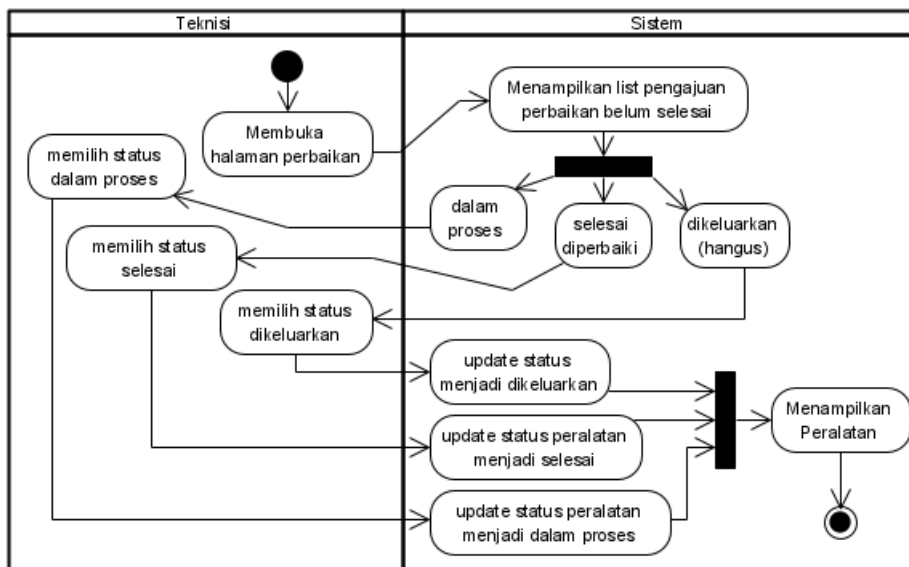 Teknisi
Sistem
Membuka
halaman perbaikan
Menampilkan list pengajuan
perbaikan belum selesai
memilih status
dalam proses
dalam
proses
selesai
diperbaiki
dikeluarkan
(hangus)
memilih status
selesai
memilih status
dikeluarkan
update status
menjadi dikeluarkan
update status peralatan
menjadi selesai
update status peralatan
menjadi dalam proses
Menampilkan
Peralatan